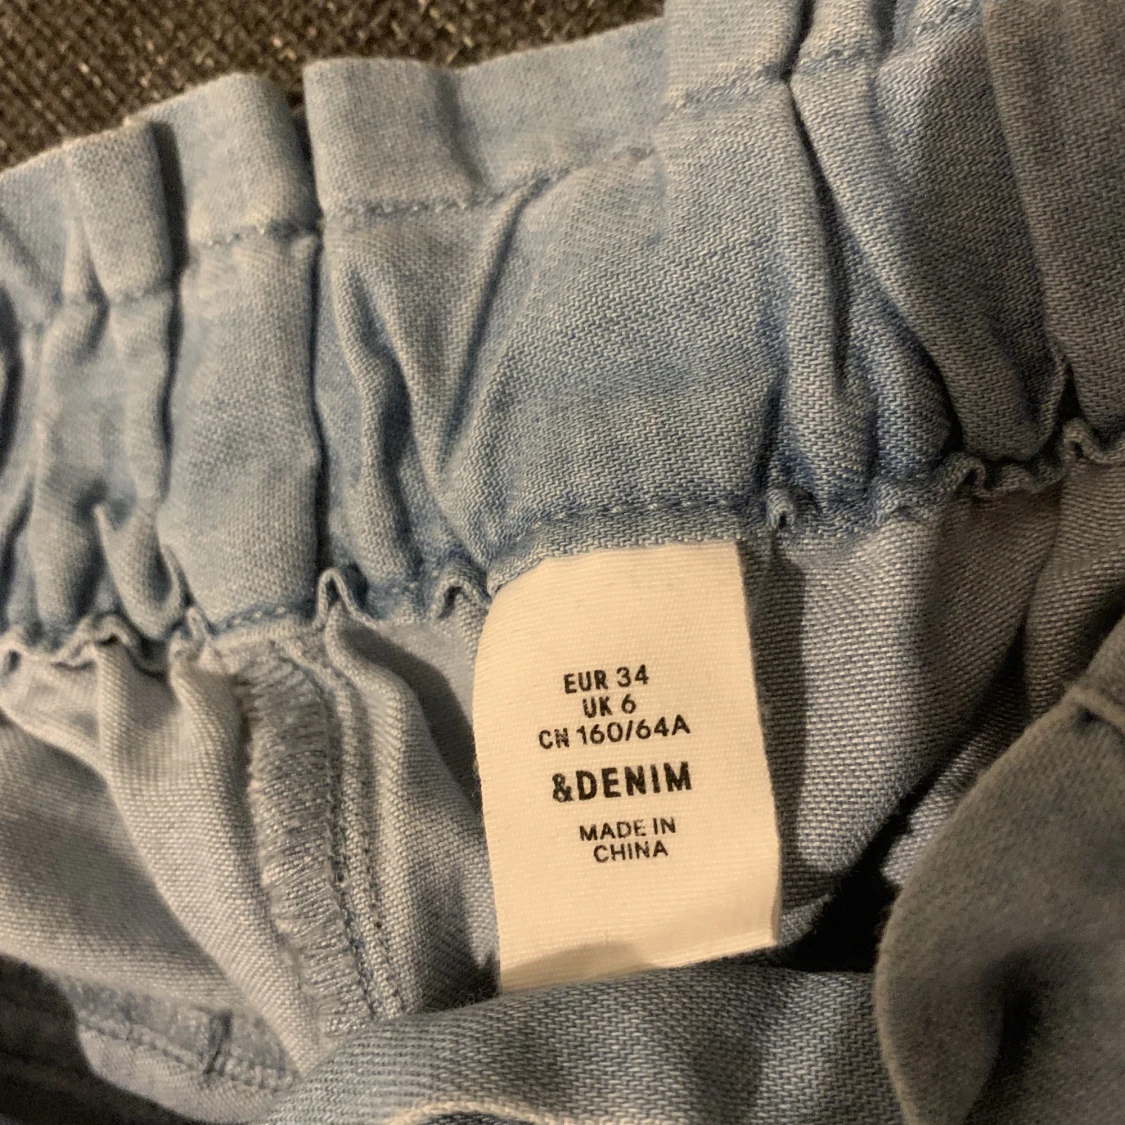 EUR 34
UK 6
CN 160/64A
&DENIM
MADE IN
CHINA